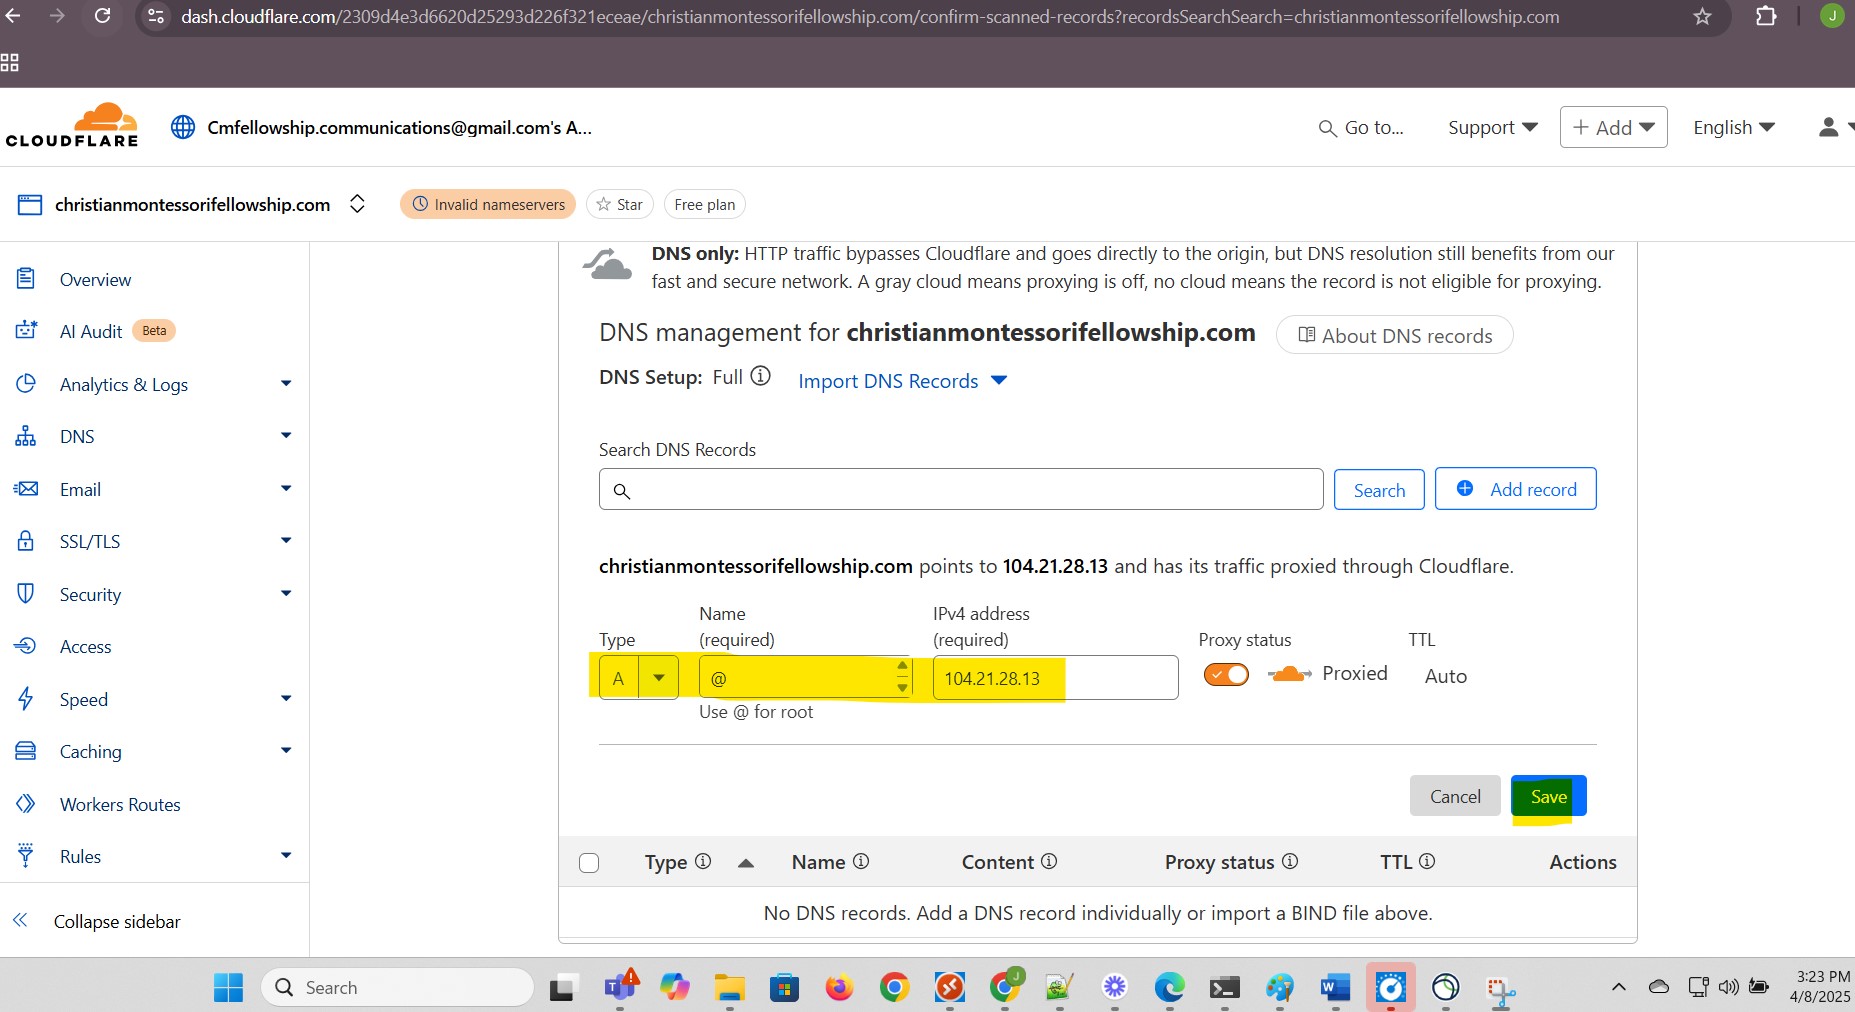 dash.cloudflare.com/2309d4e3d6620d25293d226f321eceae/christianmontessorifellowship.com/confirm-scanned-records?recordsSearchSearch=christianmontessorifellowship.com
J
CLOUDFLARE
Cmfellowship.communications@gmail.com's A...
Go to...
Support
+ Add
English
christianmontessorifellowship.com
Invalid nameservers
Star
Free plan
Overview
AI Audit Beta
Analytics & Logs
DNS
Email
SSL/TLS
Security
Access
Speed
Caching
Workers Routes
Rules
Collapse sidebar
DNS only: HTTP traffic bypasses Cloudflare and goes directly to the origin, but DNS resolution still benefits from our
fast and secure network. A gray cloud means proxying is off, no cloud means the record is not eligible for proxying.
DNS management for christianmontessorifellowship.com
About DNS records
DNS Setup: Full
Import DNS Records
Search DNS Records
Search
Add record
christianmontessorifellowship.com points to 104.21.28.13 and has its traffic proxied through Cloudflare.
Type
Name
(required)
IPv4 address
(required)
Proxy status
TTL
A
@
104.21.28.13
Proxied
Auto
Use @ for root
Cancel
Save
Type Name Content Proxy status TTL Actions
No DNS records. Add a DNS record individually or import a BIND file above.
Search
J
3:23 PM
4/8/2025